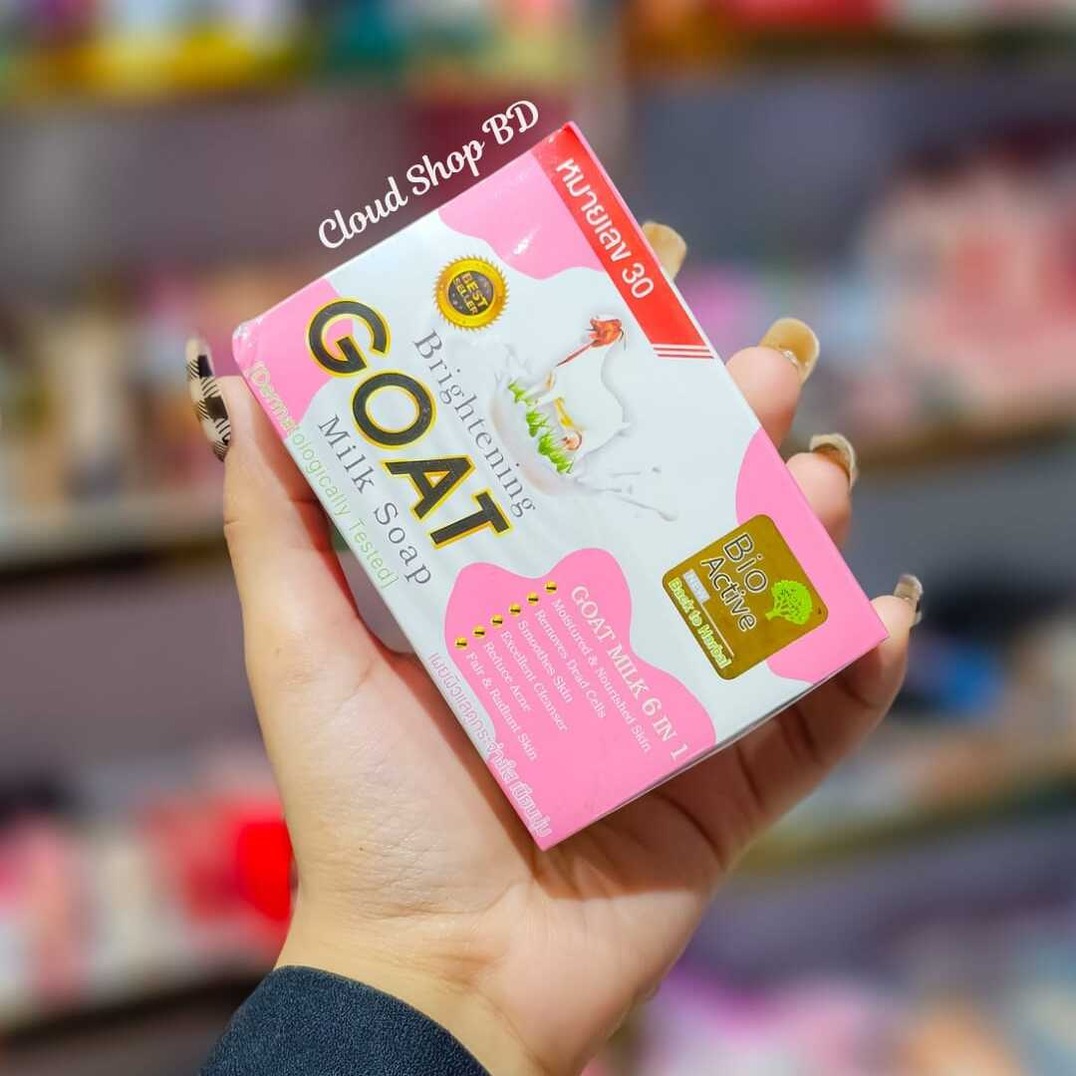 Cloud Shop BD
หมายเลข 30
BEST
SELLER
Brightening
GOAT
Milk Soap
[Dermatologically Tested]
Bio
Active
NEW
Back to Herbal
GOAT MILK 6 IN 1
Moistured & Nourished Skin
Removes Dead Cells
Smoothes Skin
Excellent Cleanser
Reduce Acne
Fair & Radiant Skin